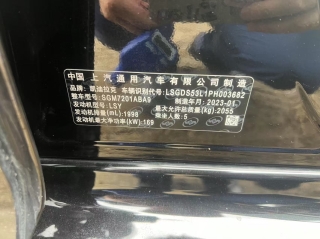 中国上汽通用汽车有限公司制造
品牌：凯迪拉克 车辆识别代号：LSGDS53L1PH003682
整车型号：SGM7201ABA9 制造年月：2023-01
发动机型号：LSY 最大允许总质量(kg)：2055
发动机排量(mL)：1998 乘坐人数：5
发动机最大净功率(kW)：169